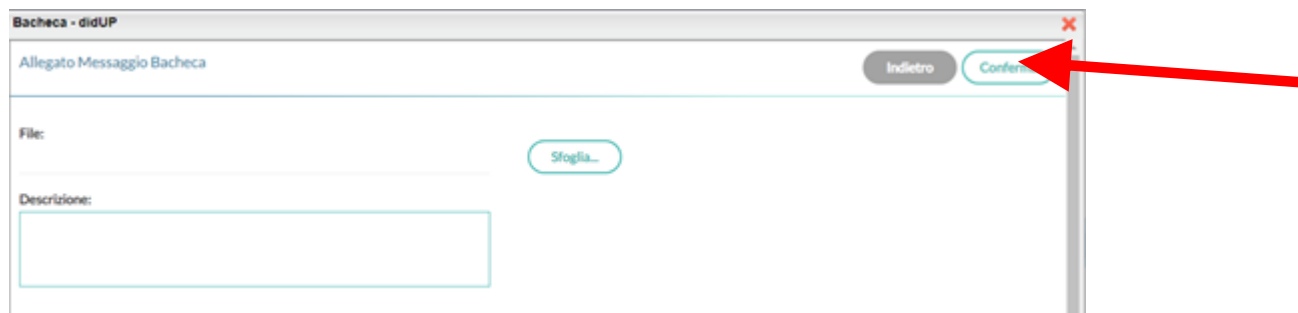 Bacheca - didUP
Allegato Messaggio Bacheca
Indietro
File:
Sfoglia...
Descrizione: